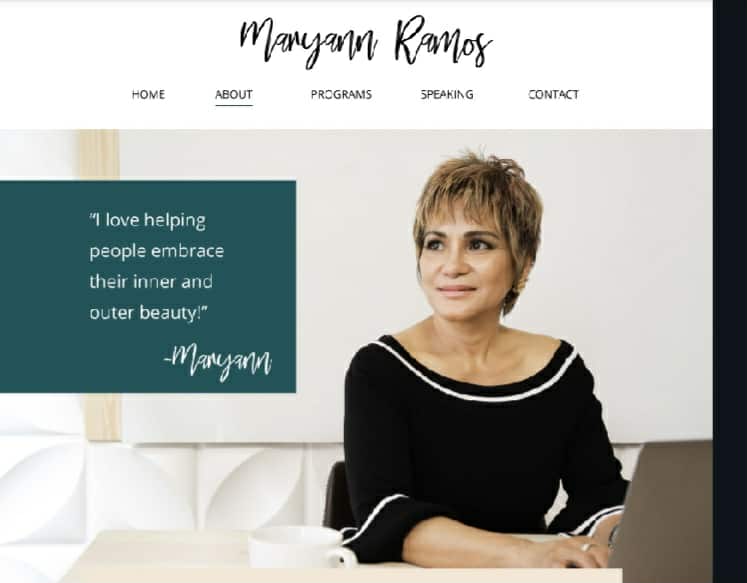 Maryann Ramos
HOME ABOUT PROGRAMS SPEAKING CONTACT
“I love helping
people embrace
their inner and
outer beauty!”
-Maryann